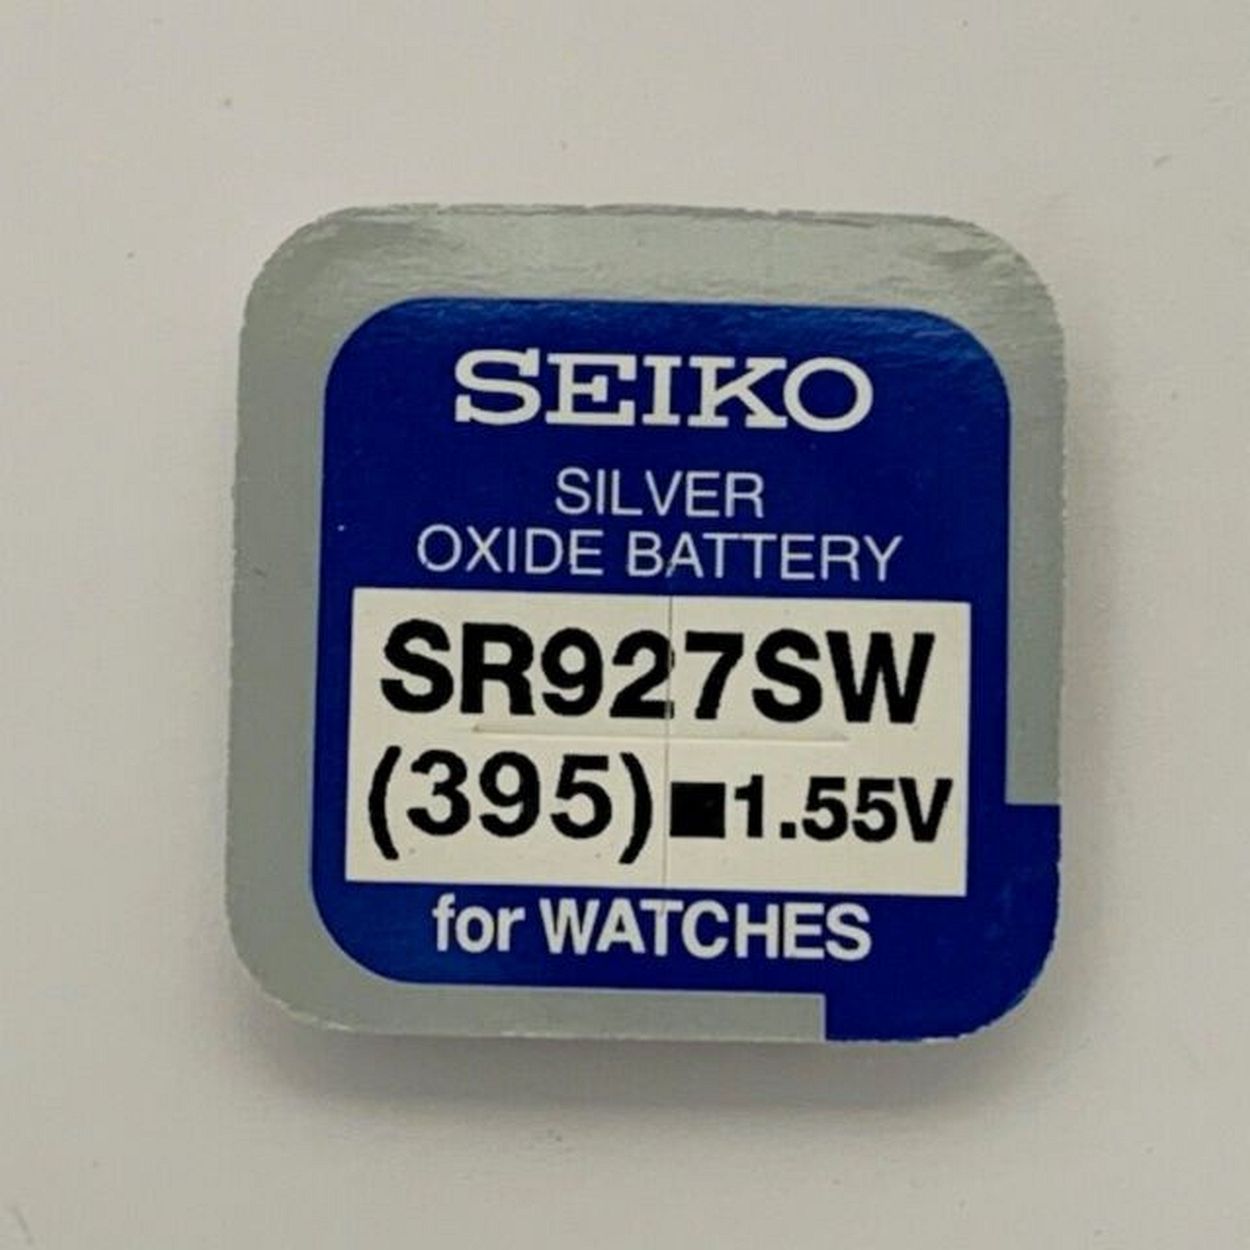 SEIKO
SILVER
OXIDE BATTERY
SR927SW
(395)■1.55V
for WATCHES